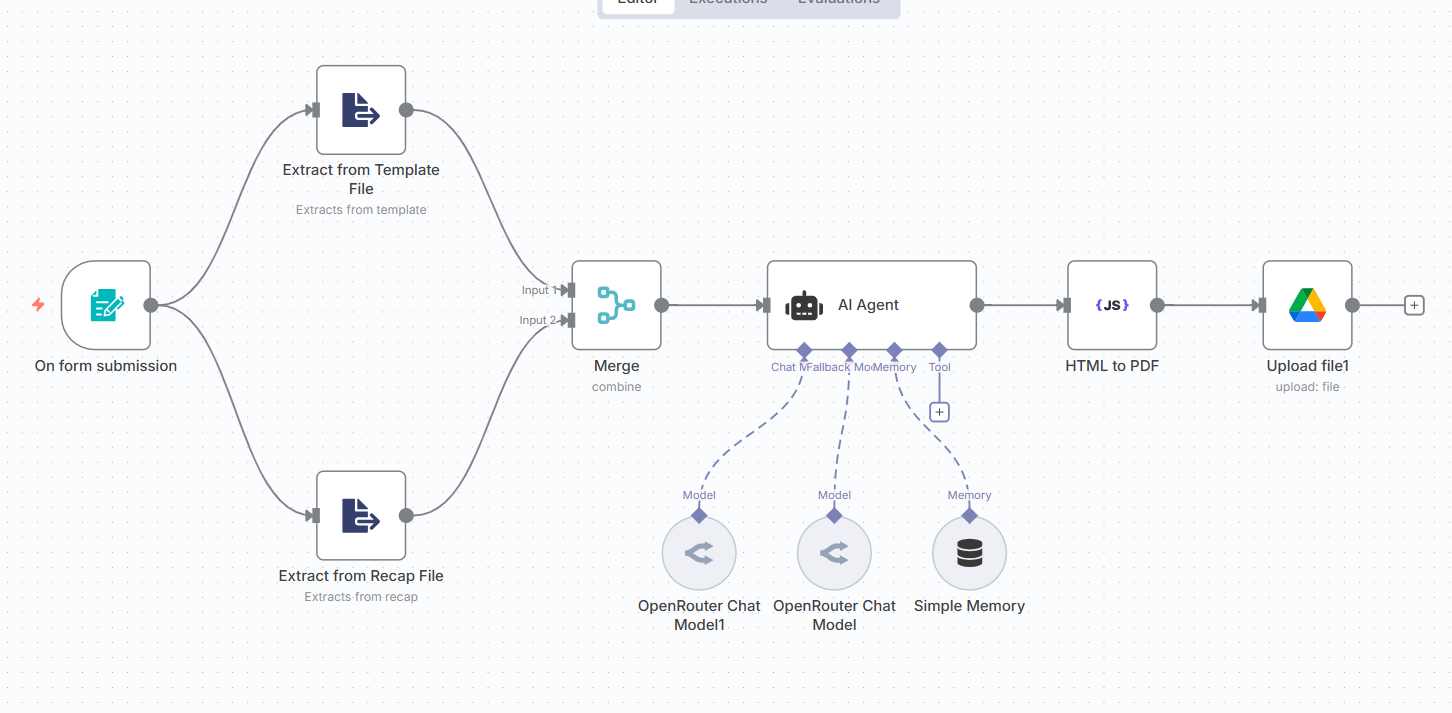 Editor Executions Evaluations
Extract from Template
File
Extracts from template
On form submission
Input 1
Input 2
Merge
combine
AI Agent
Chat M
Fallback Mo
Memory
Tool
{JS}
HTML to PDF
Upload file1
upload: file
Model
Model
Memory
Extract from Recap File
Extracts from recap
OpenRouter Chat
Model1
OpenRouter Chat
Model
Simple Memory